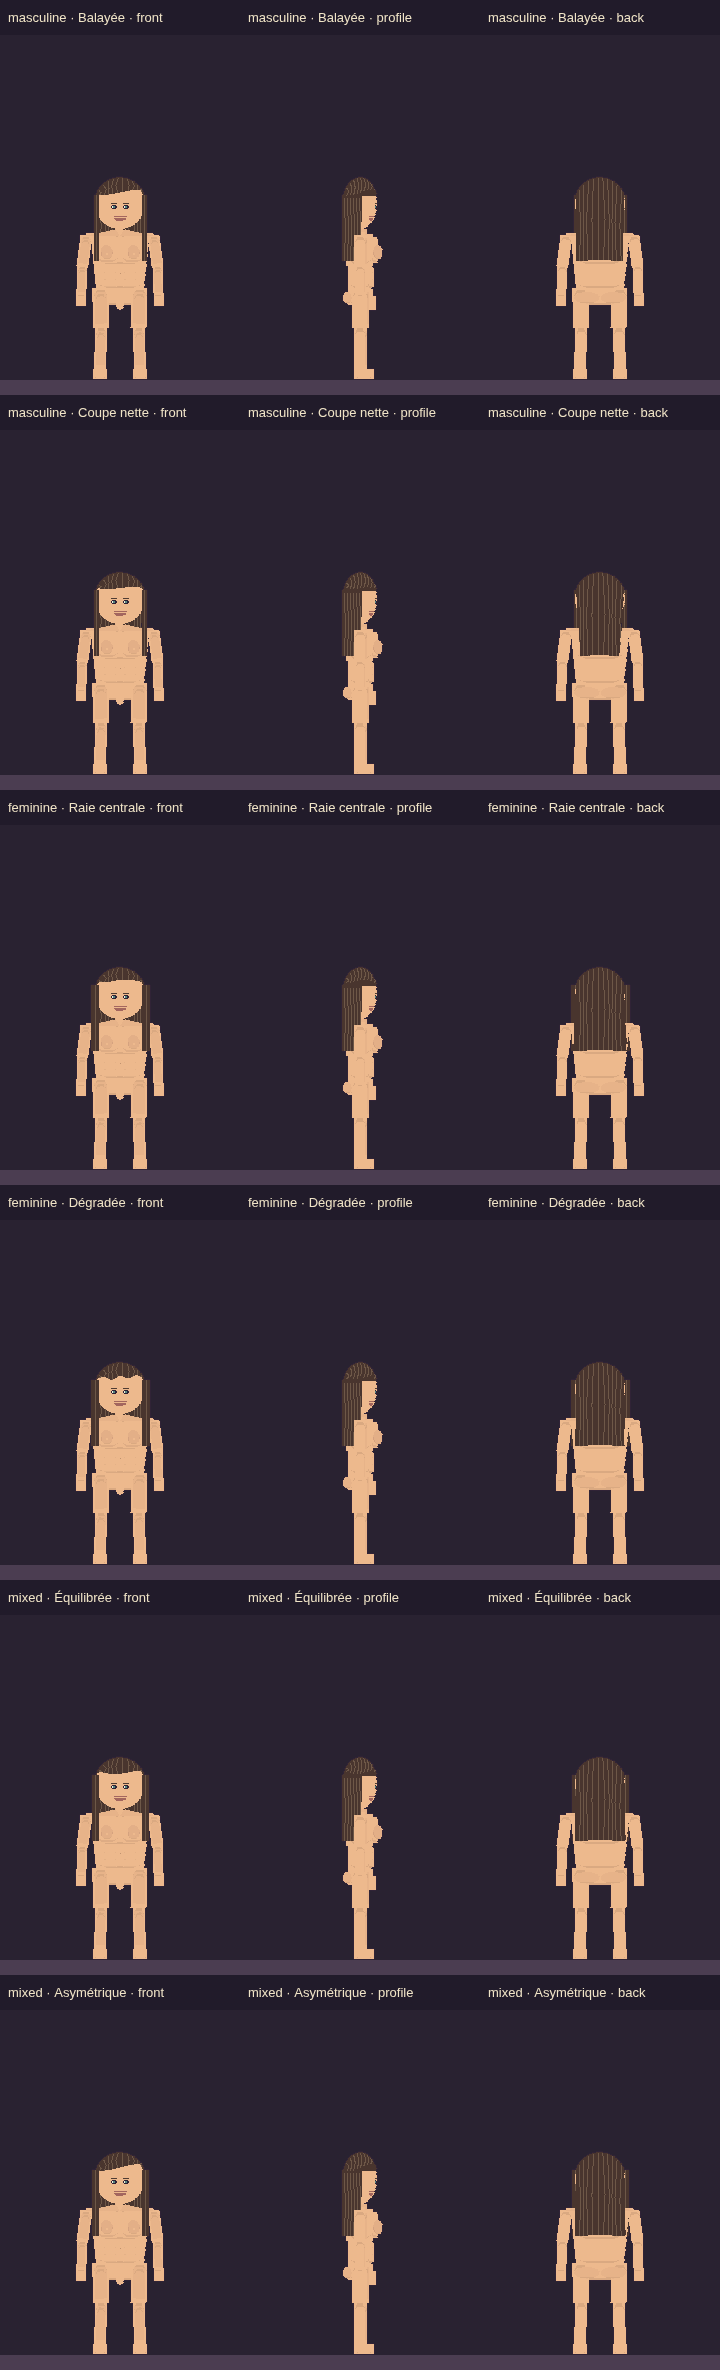 masculine · Balayée · front
masculine · Balayée · profile
masculine · Balayée · back
masculine · Coupe nette · front
masculine · Coupe nette · profile
masculine · Coupe nette · back
feminine · Raie centrale · front
feminine · Raie centrale · profile
feminine · Raie centrale · back
feminine · Dégradée · front
feminine · Dégradée · profile
feminine · Dégradée · back
mixed · Équilibrée · front
mixed · Équilibrée · profile
mixed · Équilibrée · back
mixed · Asymétrique · front
mixed · Asymétrique · profile
mixed · Asymétrique · back